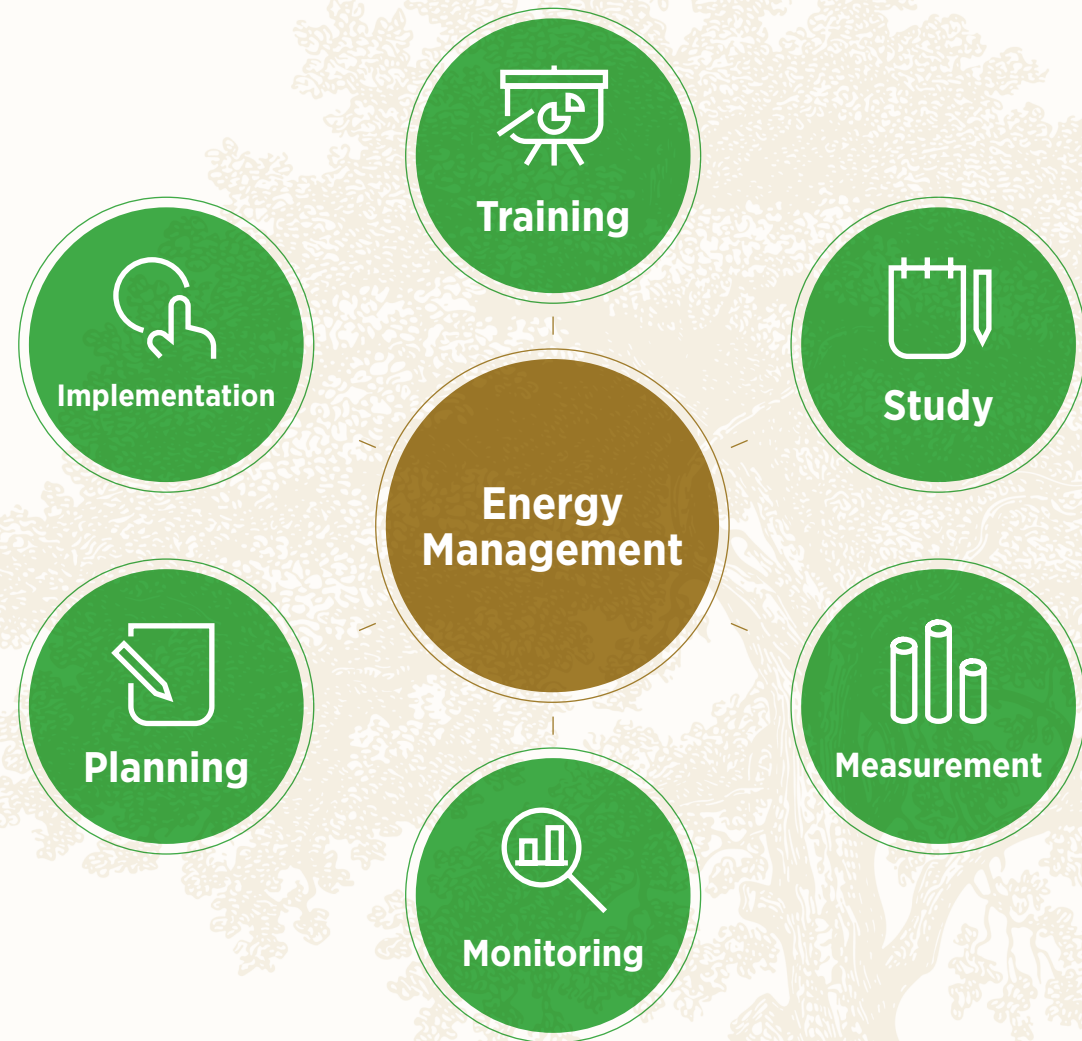 Training
Implementation
Study
Energy
Management
Planning
Measurement
Monitoring